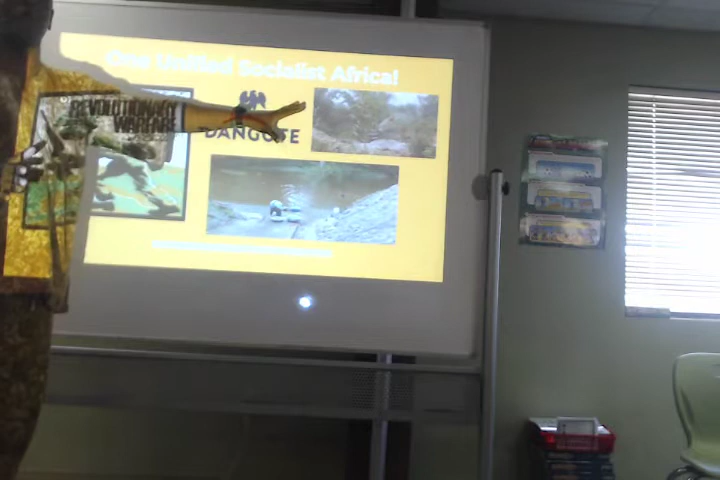 One Unified Socialist Africa!
REVOLUTIONARY
WARFARE
DANGOTE